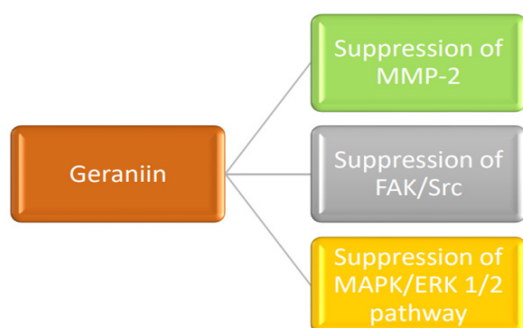 Geraniin
Suppression of
MMP-2
Suppression of
FAK/Src
Suppression of
MAPK/ERK 1/2
pathway